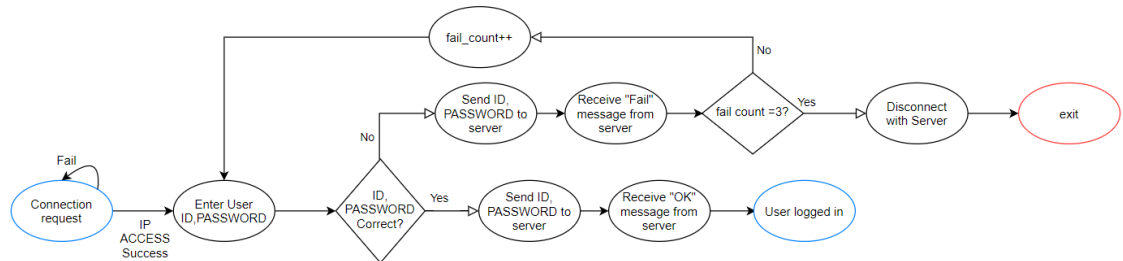 fail_count++
No
Send ID,
PASSWORD to
server
Receive "Fail"
message from
server
fail count =3?
Yes
Disconnect
with Server
exit
No
Fail
Connection
request
IP
ACCESS
Success
Enter User
ID,PASSWORD
ID,
PASSWORD
Correct?
Yes
Send ID,
PASSWORD to
server
Receive "OK"
message from
server
User logged in